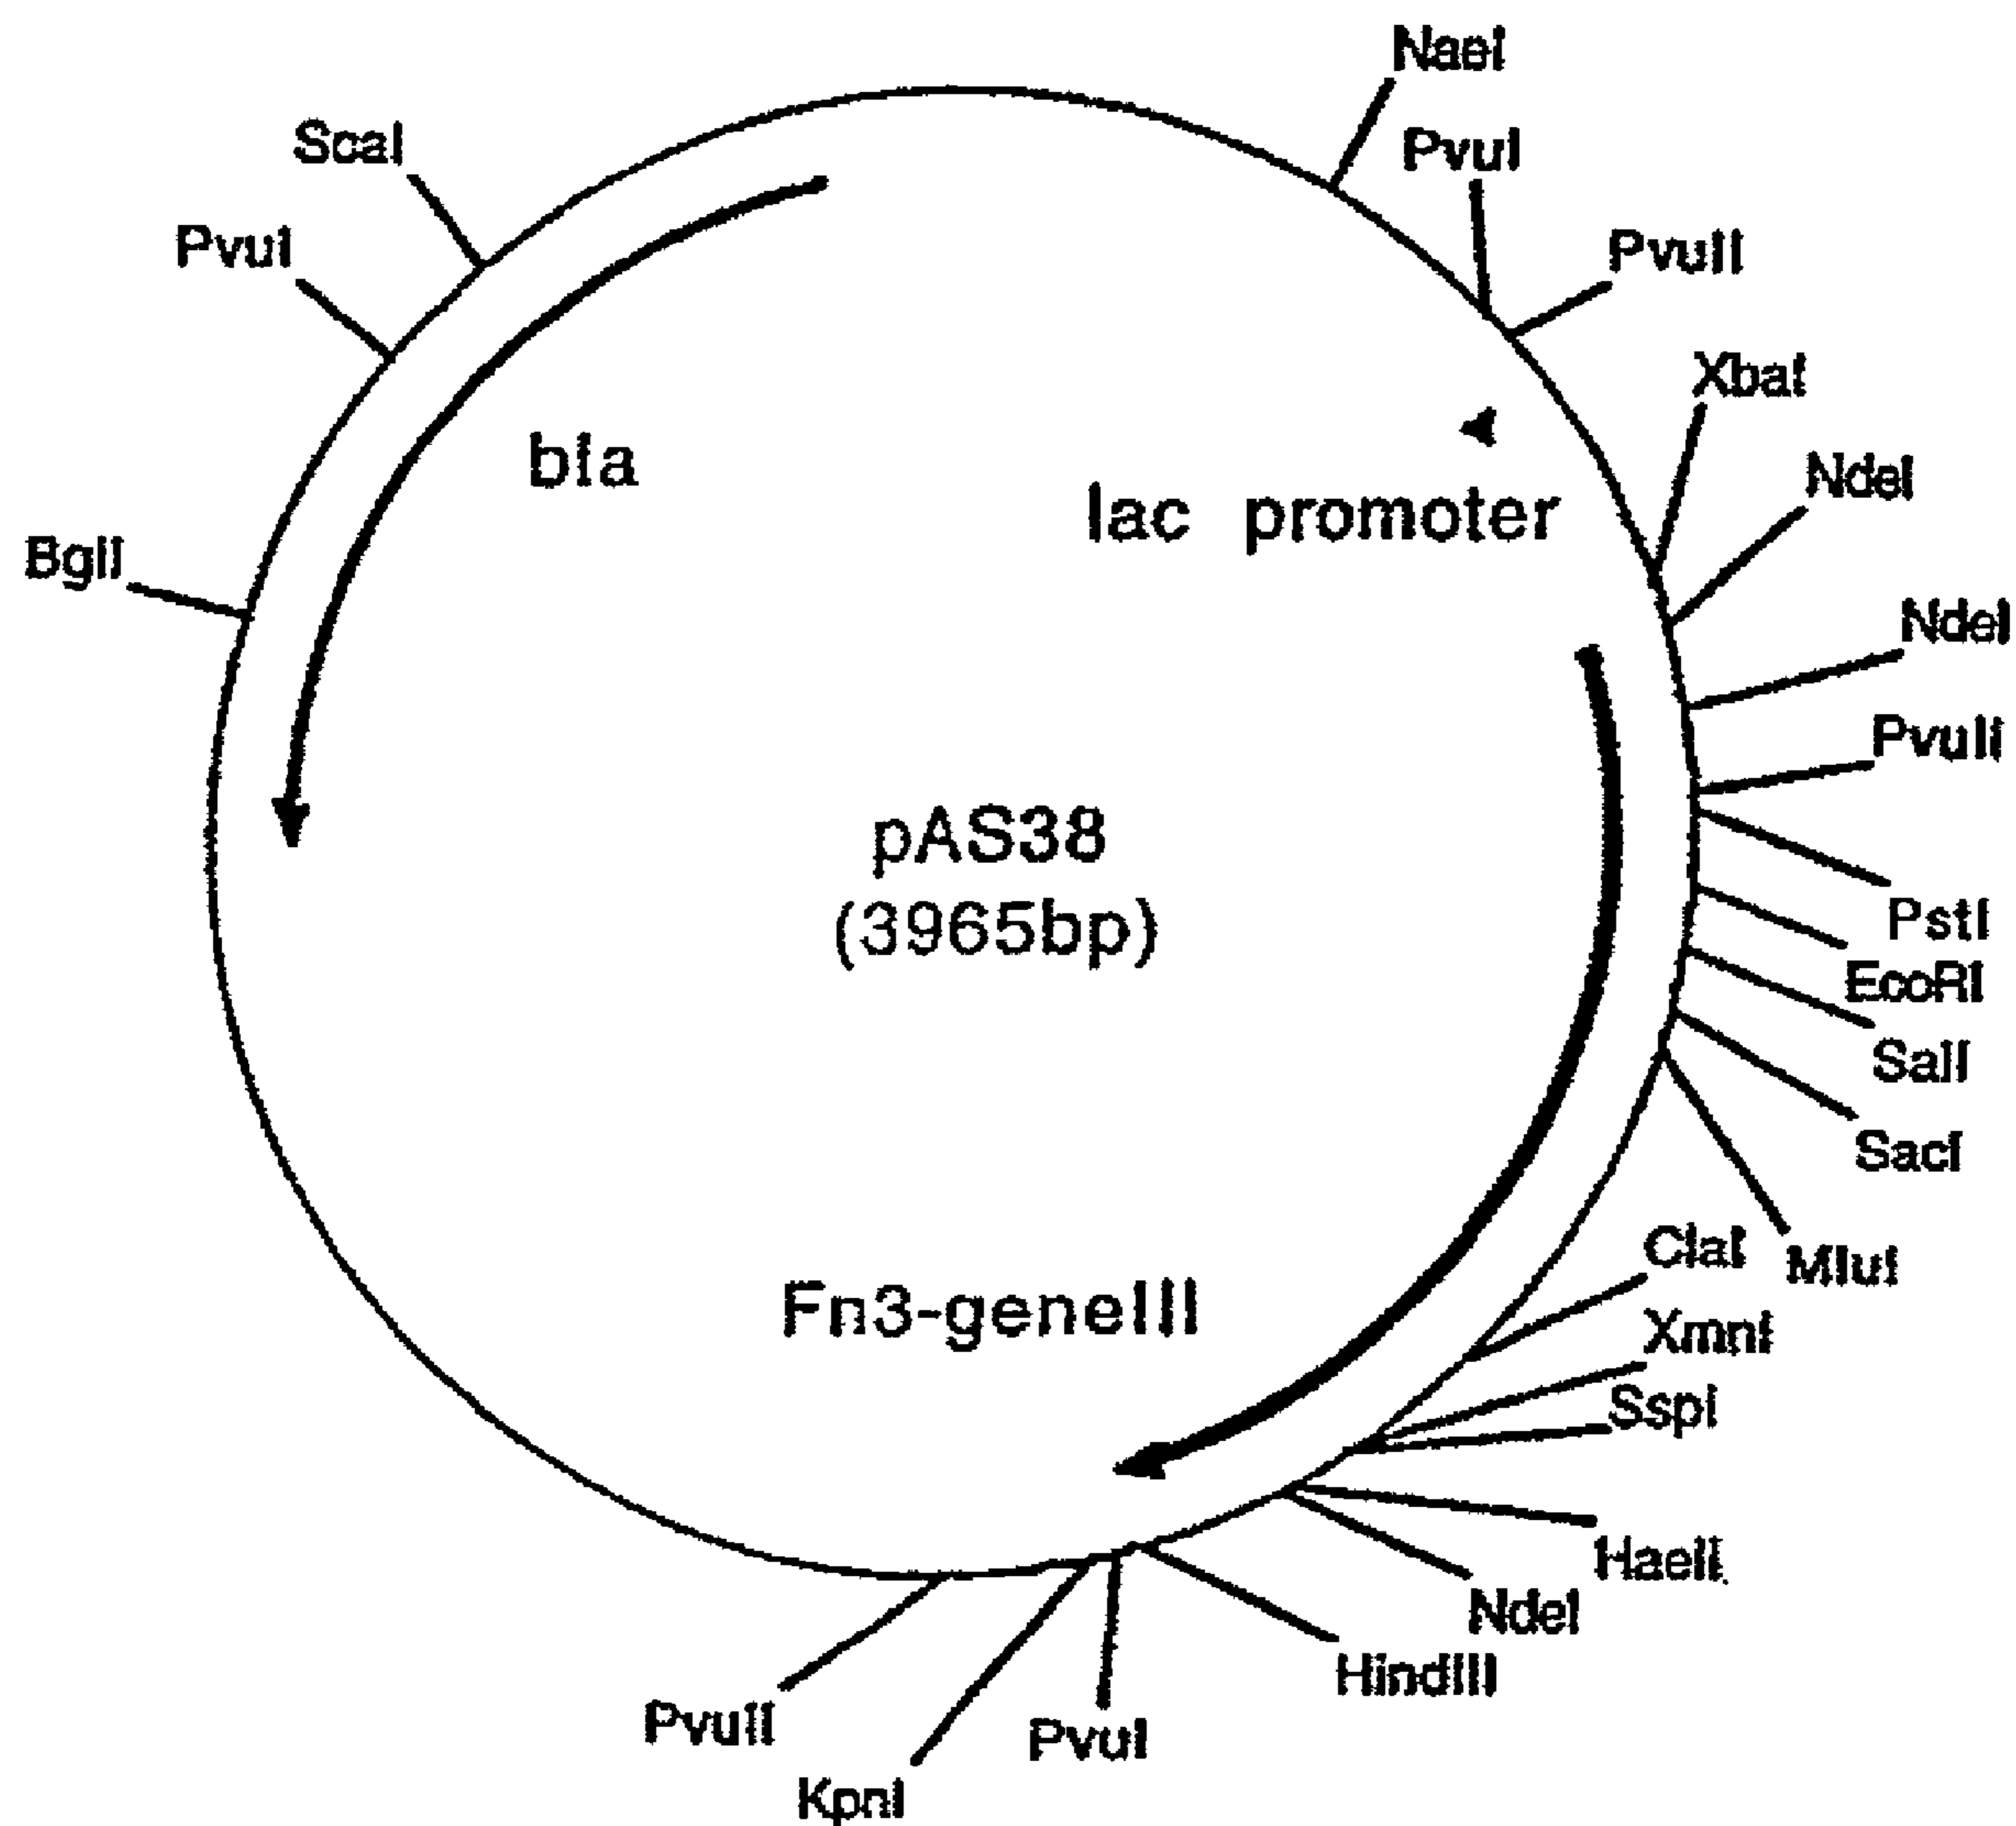 NaeI
ScaI
PvuI
PvuI
PvuII
XbaI
bla
NdeI
lac promoter
BglI
NdeI
PvuII
pAS38
(3965bp)
PstI
EcoRI
SalI
SacI
ClaI
MluI
Fn3-geneIII
XmnI
SspI
HaeII
NdeI
HindIII
PvuII
PvuI
KpnI